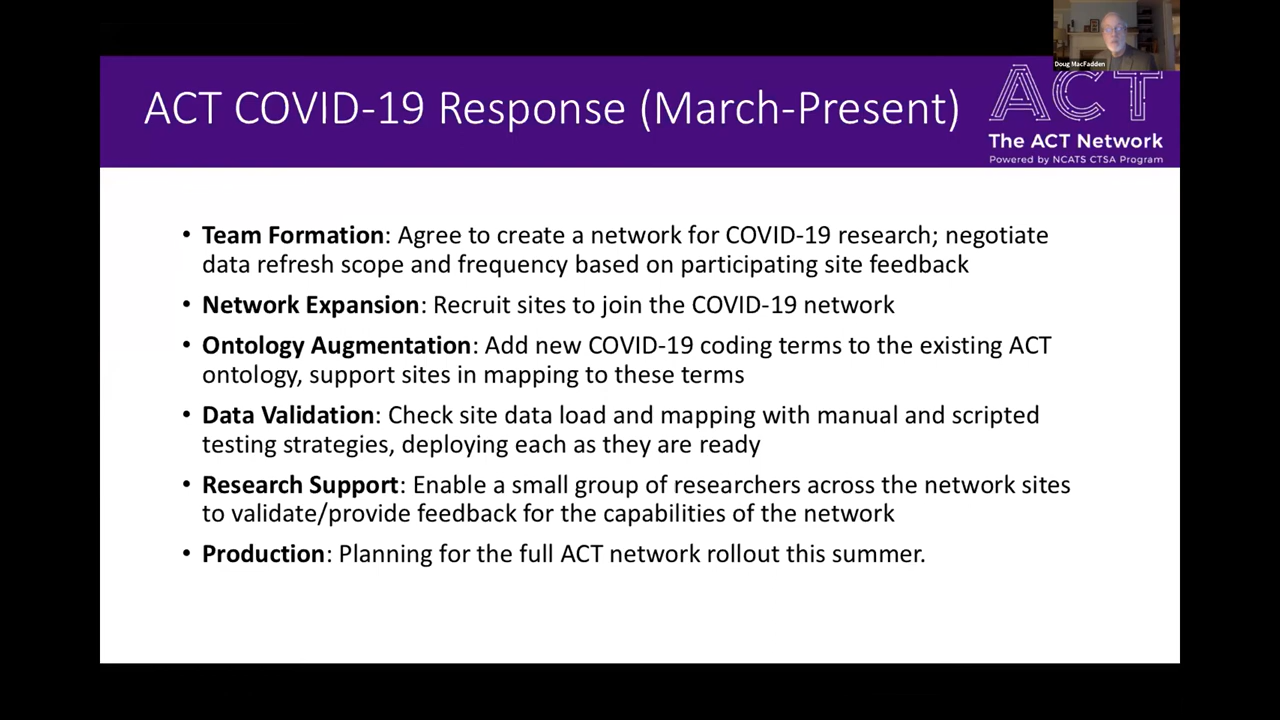 Doug MacFadden
ACT COVID-19 Response (March-Present)
ACT
The ACT Network
Powered by NCATS CTSA Program
• Team Formation: Agree to create a network for COVID-19 research; negotiate
data refresh scope and frequency based on participating site feedback
• Network Expansion: Recruit sites to join the COVID-19 network
• Ontology Augmentation: Add new COVID-19 coding terms to the existing ACT
ontology, support sites in mapping to these terms
• Data Validation: Check site data load and mapping with manual and scripted
testing strategies, deploying each as they are ready
• Research Support: Enable a small group of researchers across the network sites
to validate/provide feedback for the capabilities of the network
• Production: Planning for the full ACT network rollout this summer.